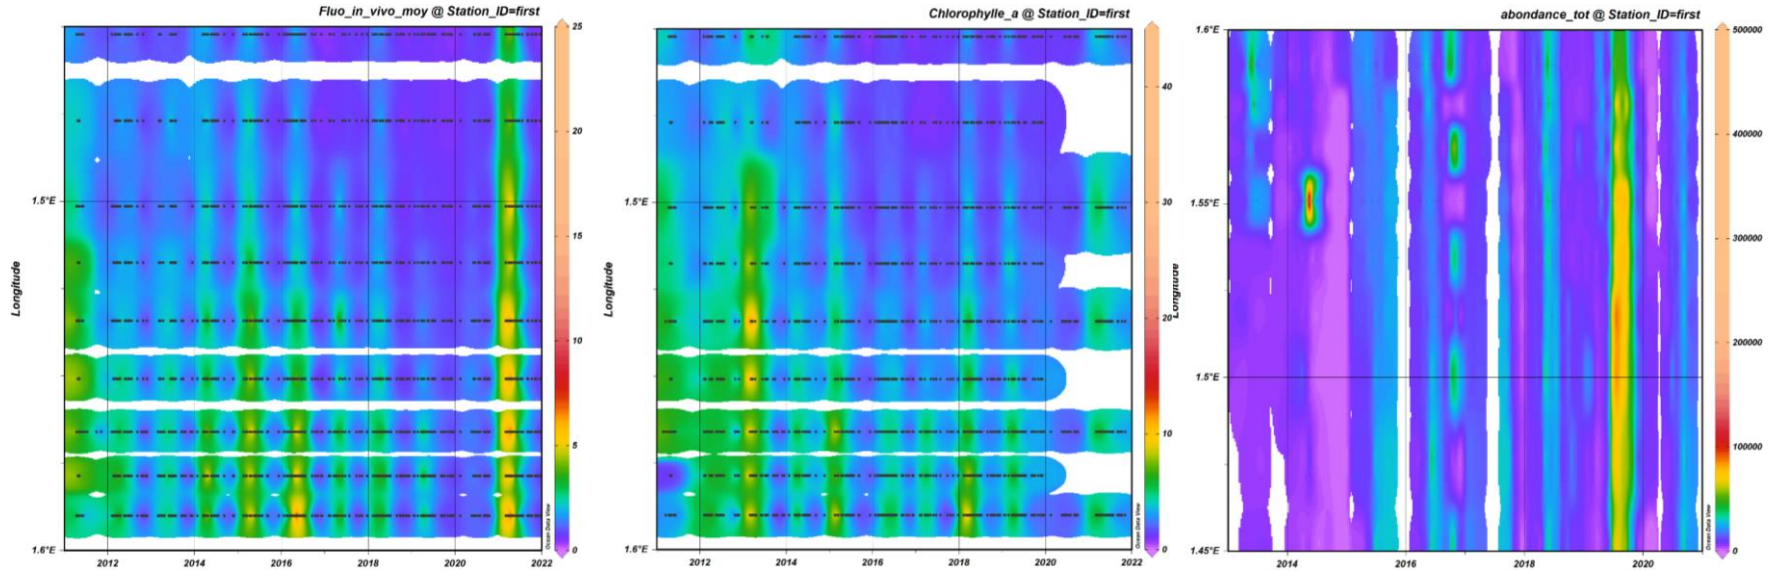 Fluo_in_vivo_moy @ Station_ID=first
25
20
15
10
5
0
1.5°E
1.6°E
Longitude
2012
2014
2016
2018
2020
2022
Ocean Data View
Chlorophylle_a @ Station_ID=first
40
30
20
10
0
1.5°E
1.6°E
Longitude
2012
2014
2016
2018
2020
2022
Ocean Data View
abondance_tot @ Station_ID=first
500000
400000
300000
200000
100000
0
1.6°E
1.55°E
1.5°E
1.45°E
Longitude
2014
2016
2018
2020
Ocean Data View